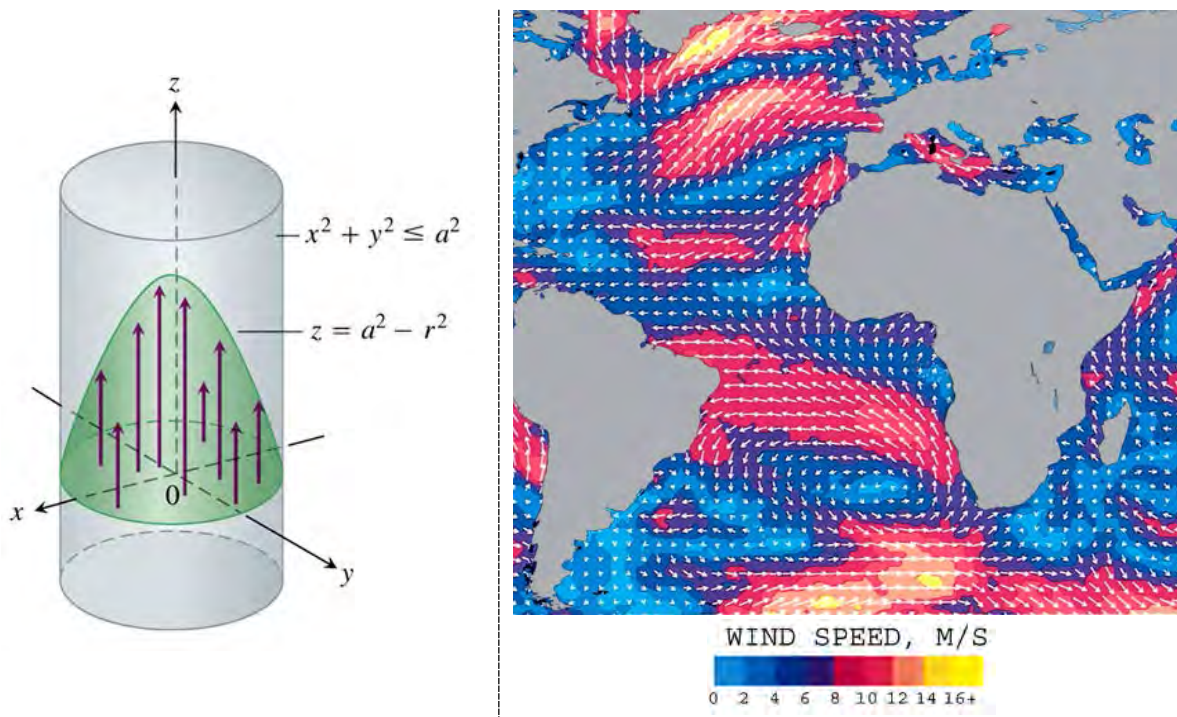 z
x² + y² ≤ a²
z = a² − r²
0
x
y
WIND SPEED, M/S
0 2 4 6 8 10 12 14 16+